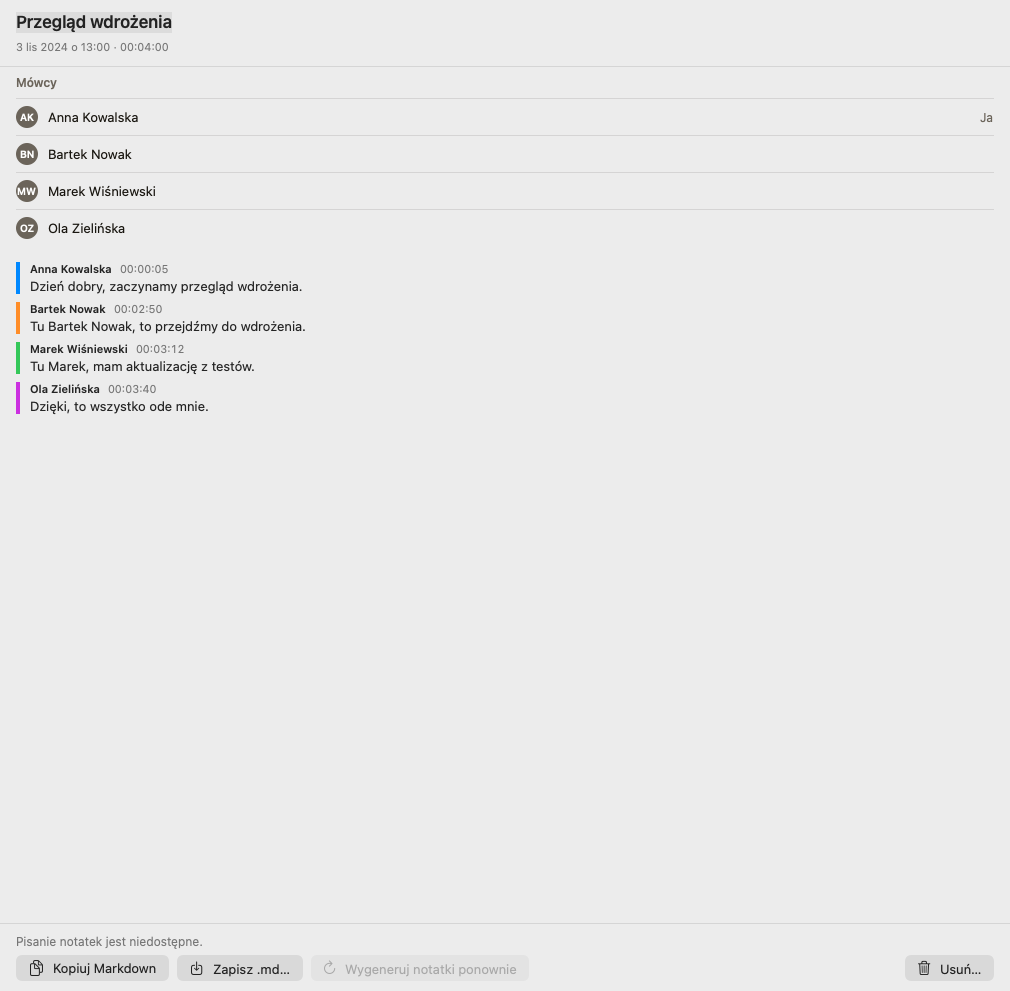 Przegląd wdrożenia
3 lis 2024 o 13:00 · 00:04:00
Mówcy
AK Anna Kowalska Ja
BN Bartek Nowak
MW Marek Wiśniewski
OZ Ola Zielińska
Anna Kowalska 00:00:05
Dzień dobry, zaczynamy przegląd wdrożenia.
Bartek Nowak 00:02:50
Tu Bartek Nowak, to przejdźmy do wdrożenia.
Marek Wiśniewski 00:03:12
Tu Marek, mam aktualizację z testów.
Ola Zielińska 00:03:40
Dzięki, to wszystko ode mnie.
Pisanie notatek jest niedostępne.
Kopiuj Markdown Zapisz .md... Wygeneruj notatki ponownie Usuń...